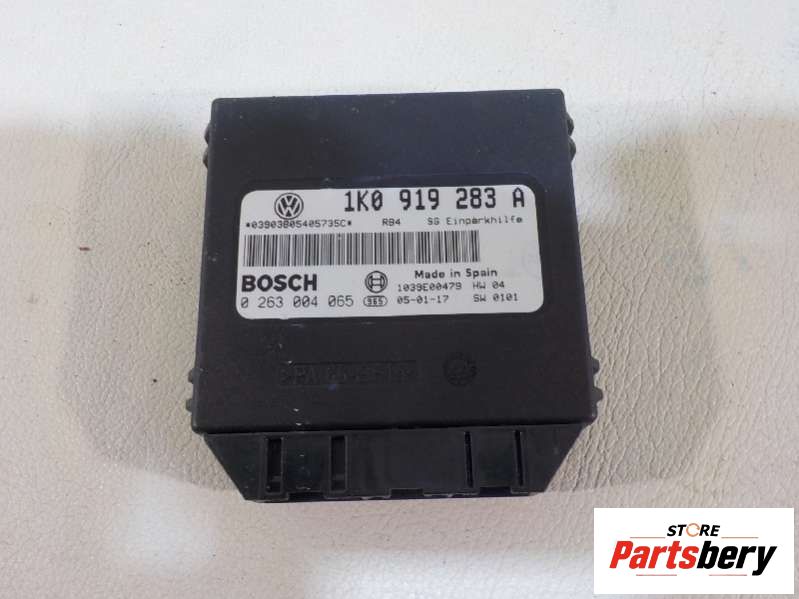 1K0 919 283 A
*03903805405735C* RB4 SG Einparkhilfe
BOSCH Made in Spain
1039E00479 HW 04
0 263 004 065 365 05-01-17 SW 0101
STORE
Partsbery